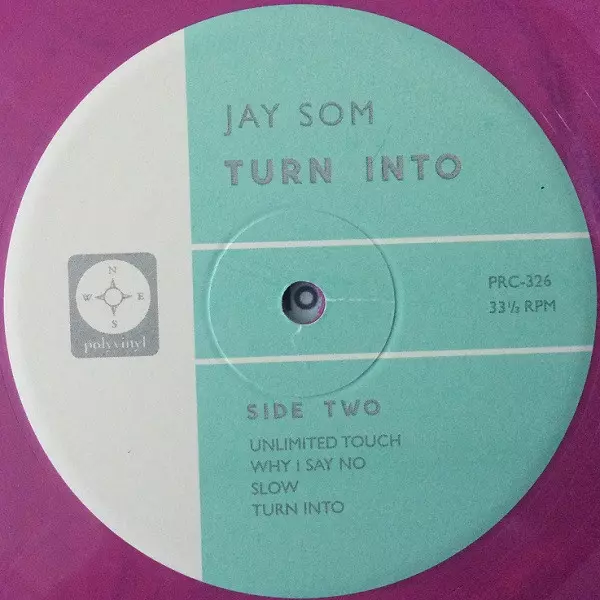 JAY SOM
TURN INTO
N
W E
S
polyvinyl
PRC-326
33⅓ RPM
SIDE TWO
UNLIMITED TOUCH
WHY I SAY NO
SLOW
TURN INTO